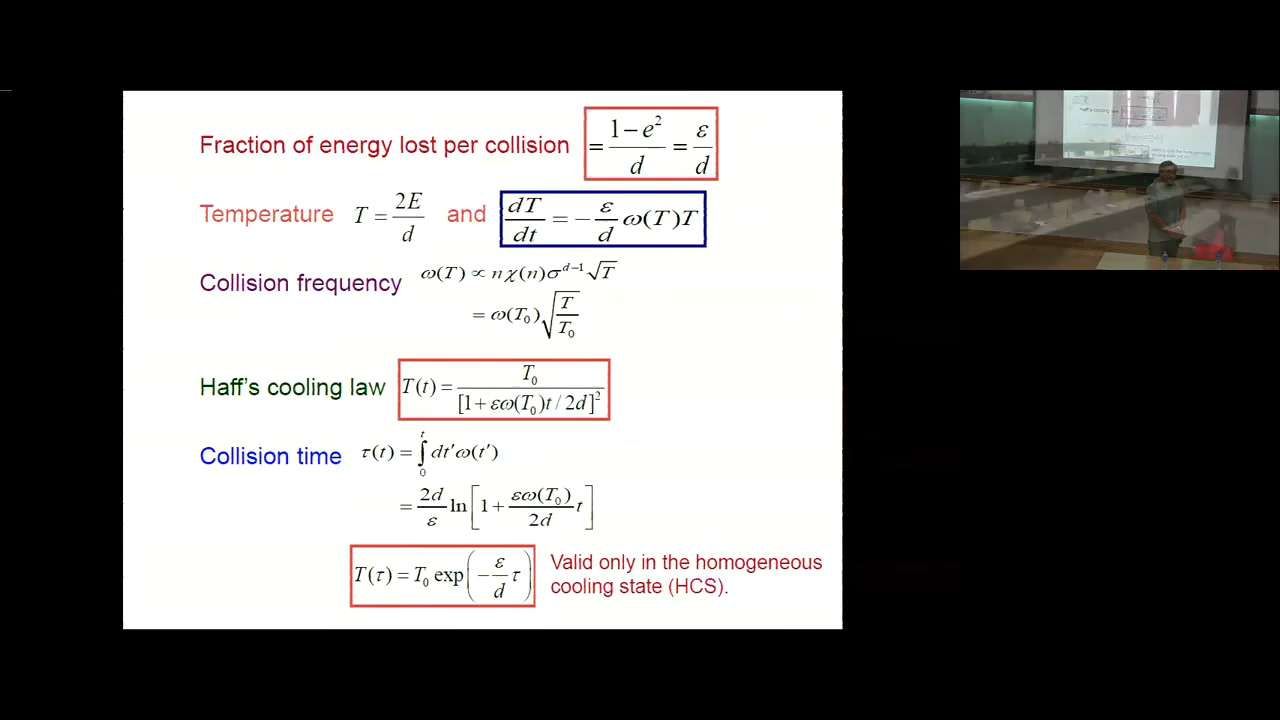 Fraction of energy lost per collision = (1 − e²)/d = ε/d
Temperature T = 2E/d and dT/dt = − (ε/d) ω(T)T
Collision frequency ω(T) ∝ nχ(n)σ^{d−1}√T
= ω(T₀)√(T/T₀)
Haff's cooling law T(t) = T₀/[1 + εω(T₀)t / 2d]²
Collision time τ(t) = ∫₀ᵗ dt′ω(t′)
= (2d/ε) ln[1 + (εω(T₀)/2d) t]
T(τ) = T₀ exp(−(ε/d) τ) Valid only in the homogeneous
cooling state (HCS).